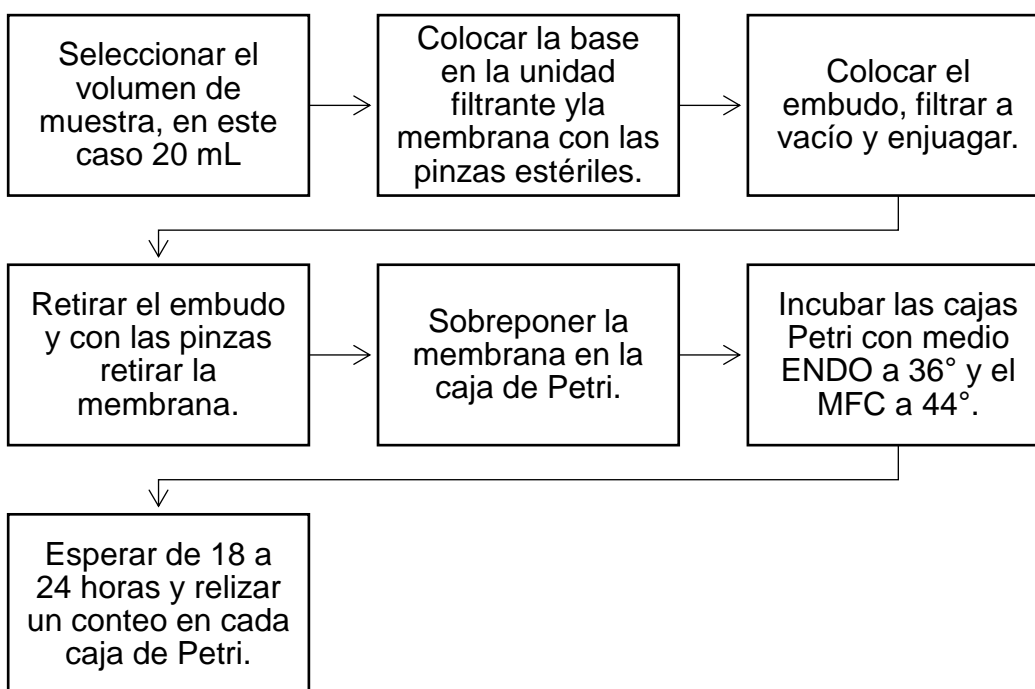 Seleccionar el
volumen de
muestra, en este
caso 20 mL
Colocar la base
en la unidad
filtrante yla
membrana con las
pinzas estériles.
Colocar el
embudo, filtrar a
vacío y enjuagar.
Retirar el embudo
y con las pinzas
retirar la
membrana.
Sobreponer la
membrana en la
caja de Petri.
Incubar las cajas
Petri con medio
ENDO a 36° y el
MFC a 44°.
Esperar de 18 a
24 horas y relizar
un conteo en cada
caja de Petri.